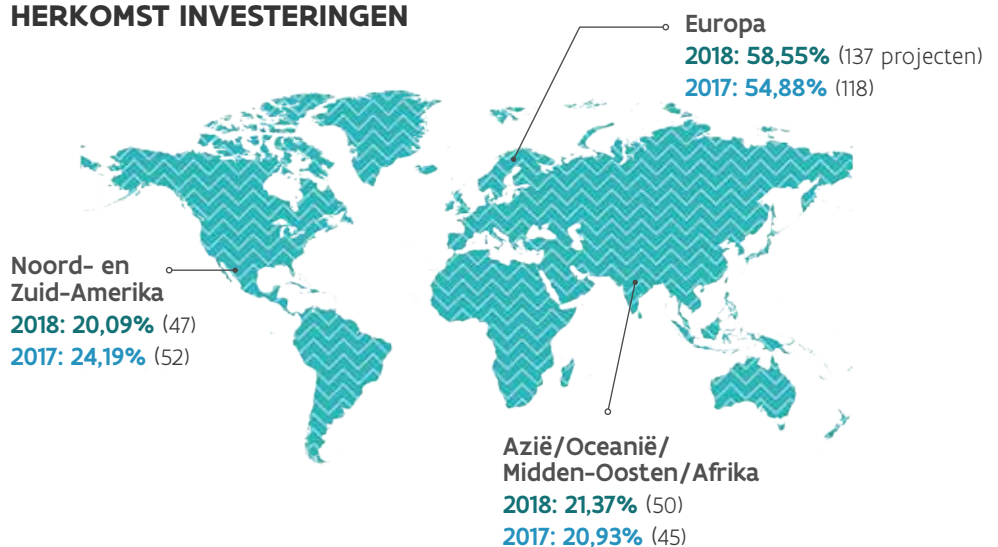 HERKOMST INVESTERINGEN
Europa
2018: 58,55% (137 projecten)
2017: 54,88% (118)
Noord- en
Zuid-Amerika
2018: 20,09% (47)
2017: 24,19% (52)
Azië/Oceanië/
Midden-Oosten/Afrika
2018: 21,37% (50)
2017: 20,93% (45)